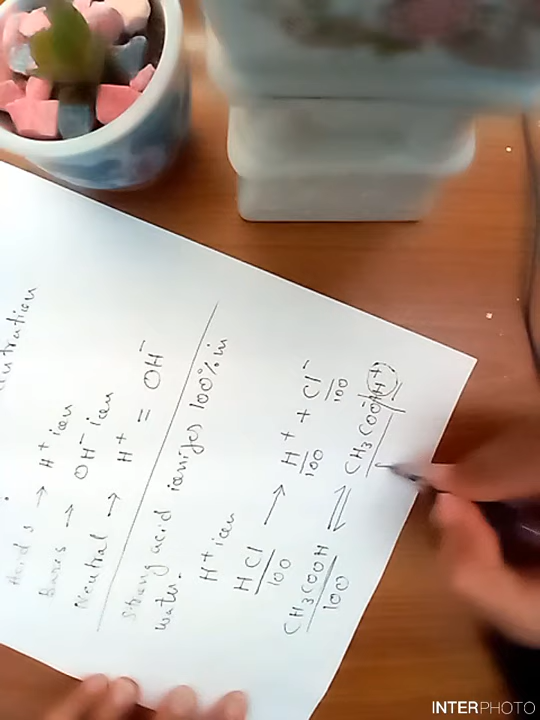 ntration
Acids → H+ ion
Bases → OH- ion
Neutral → H+ = OH-
Strong acid ionizes 100% in
water.
H+ ion
HCl → H+ + Cl-
100 100 100
CH3COOH ⇌ CH3COO- H+
100
INTERPHOTO